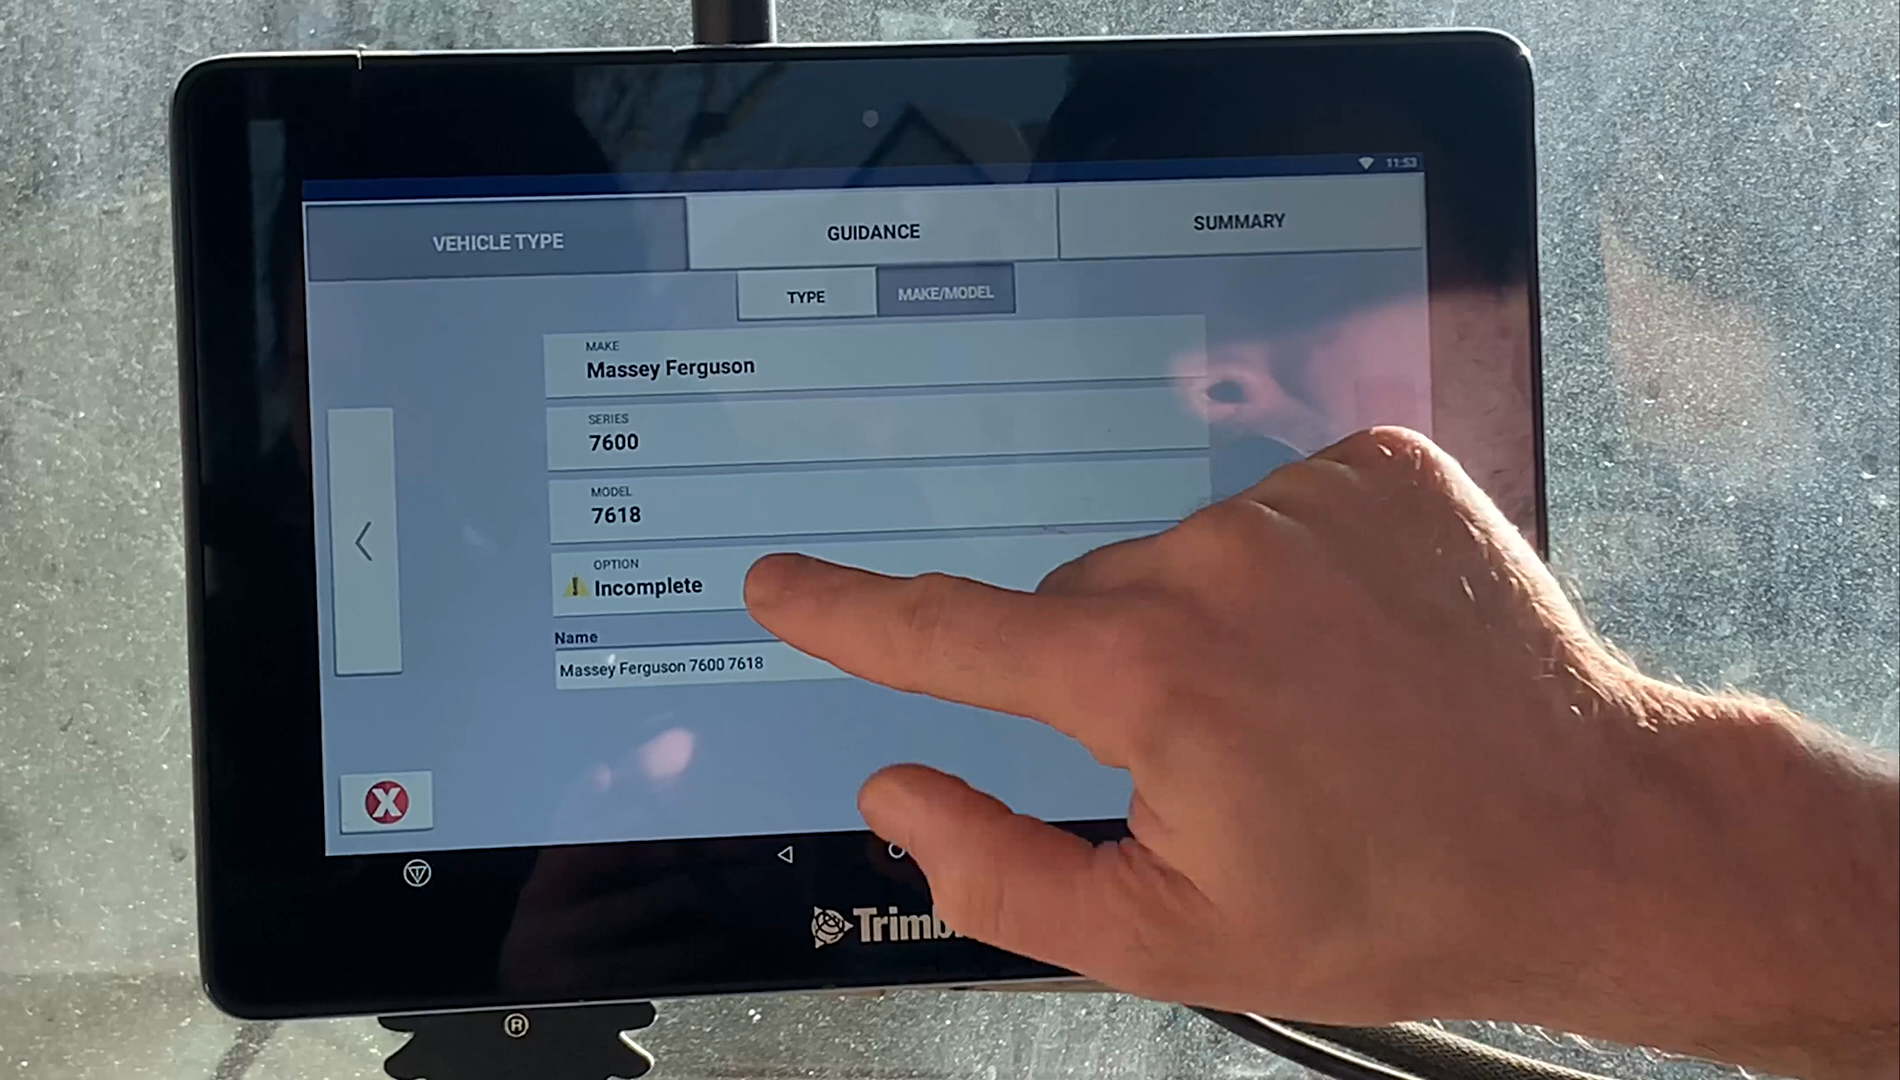 11:53
VEHICLE TYPE
GUIDANCE
SUMMARY
TYPE
MAKE/MODEL
MAKE
Massey Ferguson
SERIES
7600
MODEL
7618
OPTION
Incomplete
Name
Massey Ferguson 7600 7618
®